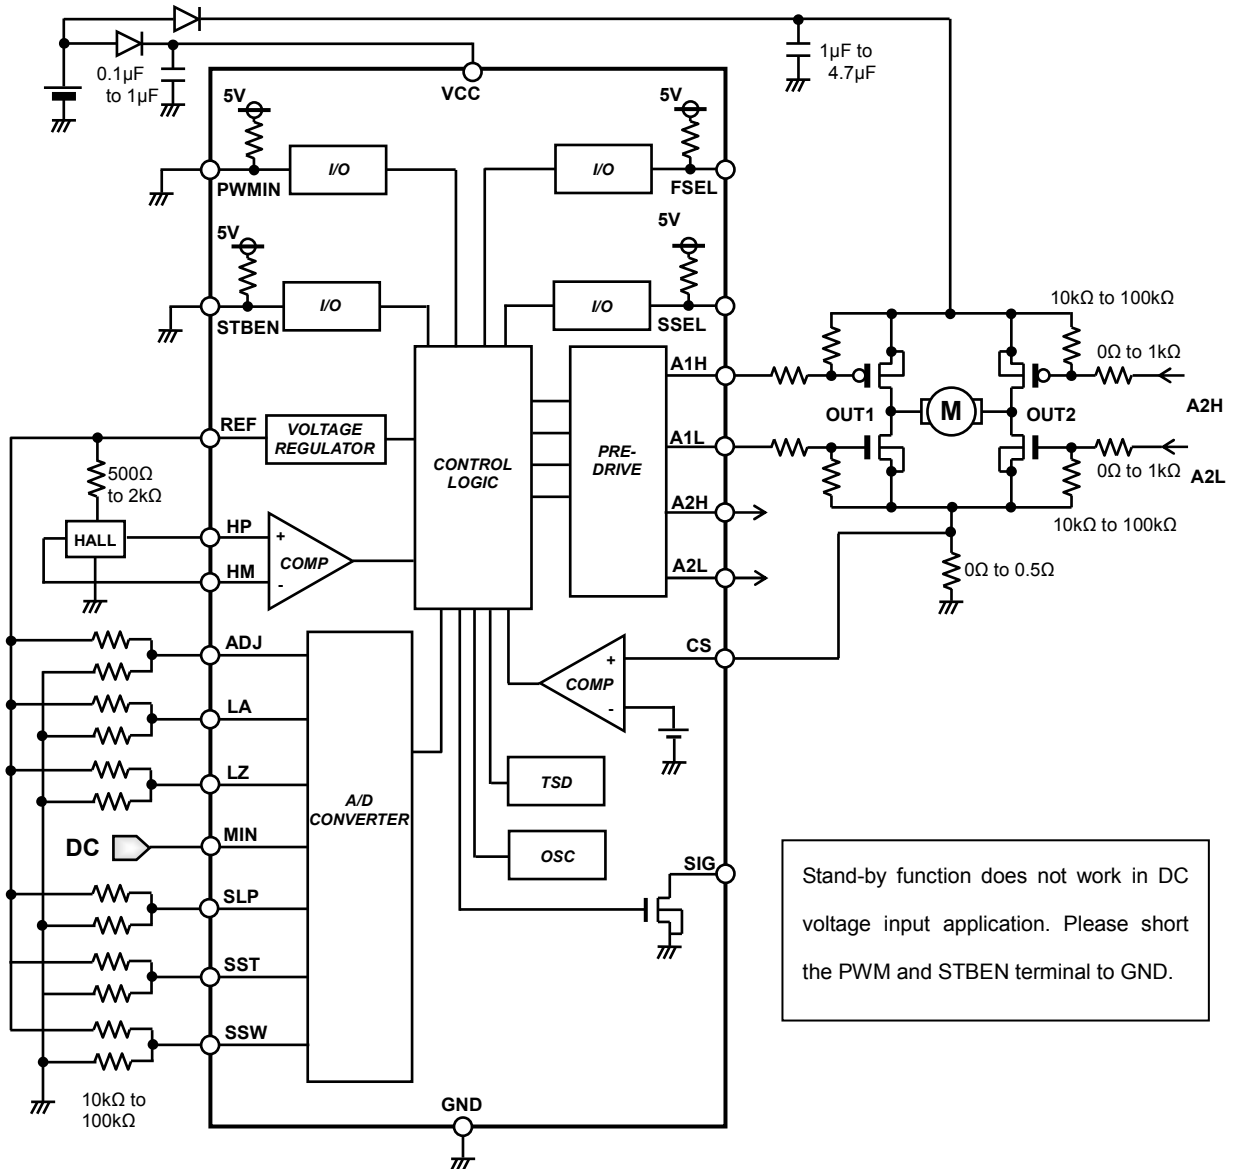 1µF to
4.7µF
0.1µF
to 1µF
VCC
5V
5V
I/O
I/O
PWMIN
FSEL
5V
5V
I/O
I/O
STBEN
SSEL
10kΩ to 100kΩ
A1H
0Ω to 1kΩ
A2H
REF
VOLTAGE
REGULATOR
OUT1
M
OUT2
A1L
CONTROL
LOGIC
PRE-
DRIVE
500Ω
to 2kΩ
0Ω to 1kΩ
A2L
A2H
HP
+
COMP
-
HALL
HM
10kΩ to 100kΩ
A2L
0Ω to 0.5Ω
ADJ
CS
+
COMP
-
LA
LZ
TSD
A/D
CONVERTER
DC
MIN
OSC
SIG
SLP
Stand-by function does not work in DC
voltage input application. Please short
the PWM and STBEN terminal to GND.
SST
SSW
10kΩ to
100kΩ
GND